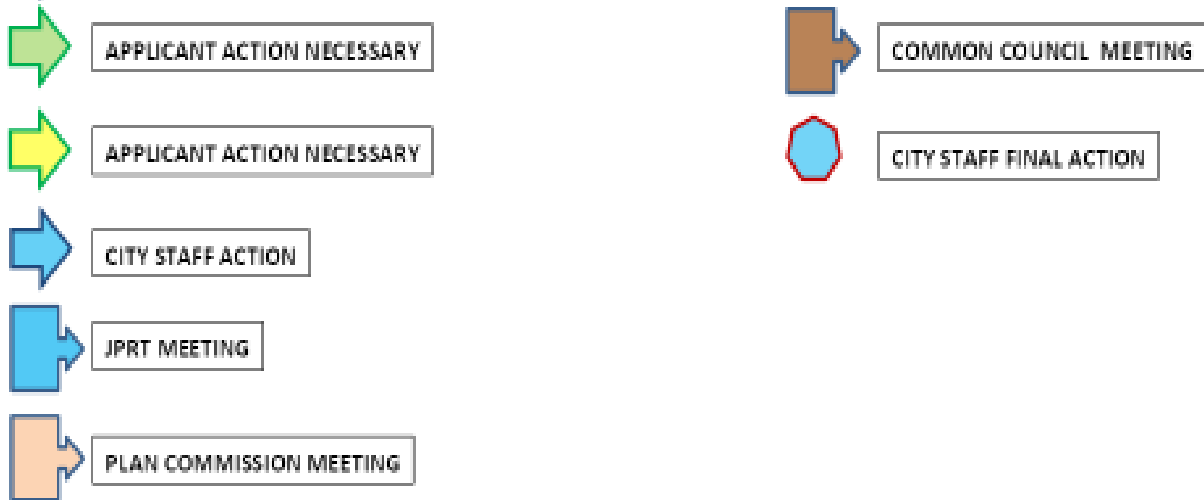 APPLICANT ACTION NECESSARY
APPLICANT ACTION NECESSARY
CITY STAFF ACTION
JPRT MEETING
PLAN COMMISSION MEETING
COMMON COUNCIL MEETING
CITY STAFF FINAL ACTION